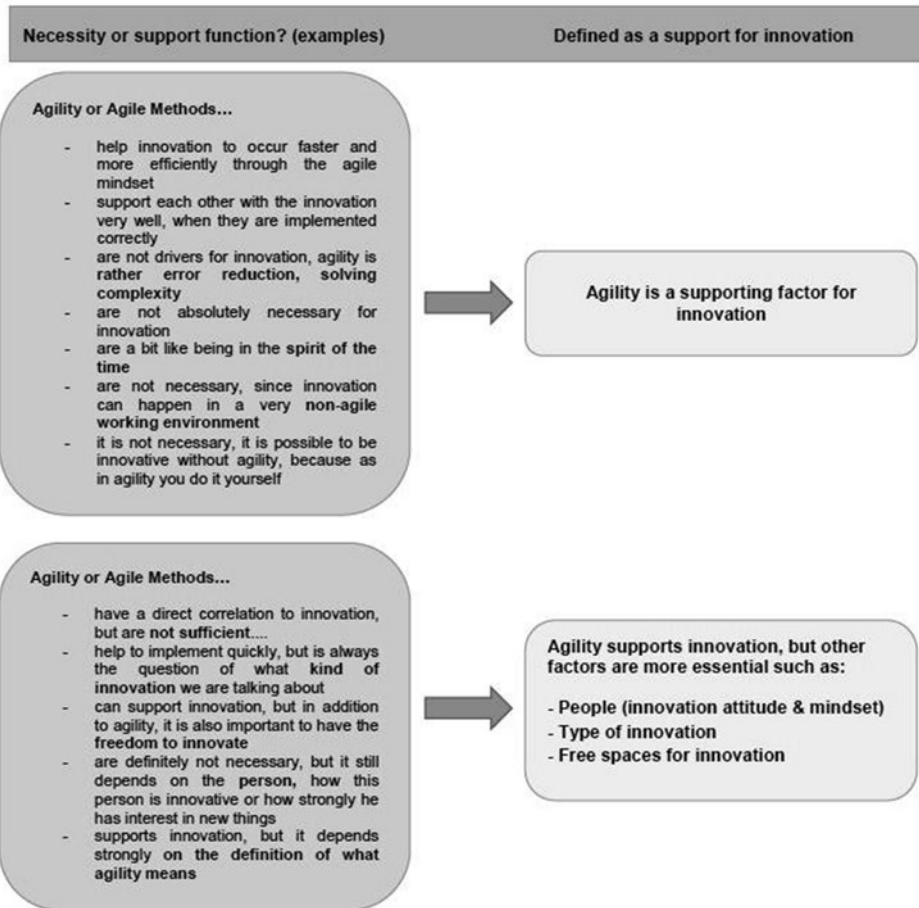 Necessity or support function? (examples)
Defined as a support for innovation
Agility or Agile Methods...
- help innovation to occur faster and
more efficiently through the agile
mindset
- support each other with the innovation
very well, when they are implemented
correctly
- are not drivers for innovation, agility is
rather error reduction, solving
complexity
- are not absolutely necessary for
innovation
- are a bit like being in the spirit of the
time
- are not necessary, since innovation
can happen in a very non-agile
working environment
- it is not necessary, it is possible to be
innovative without agility, because as
in agility you do it yourself
Agility is a supporting factor for
innovation
Agility or Agile Methods...
- have a direct correlation to innovation,
but are not sufficient....
- help to implement quickly, but is always
the question of what kind of
innovation we are talking about
- can support innovation, but in addition
to agility, it is also important to have the
freedom to innovate
- are definitely not necessary, but it still
depends on the person, how this
person is innovative or how strongly he
has interest in new things
- supports innovation, but it depends
strongly on the definition of what
agility means
Agility supports innovation, but other
factors are more essential such as:
- People (innovation attitude & mindset)
- Type of innovation
- Free spaces for innovation